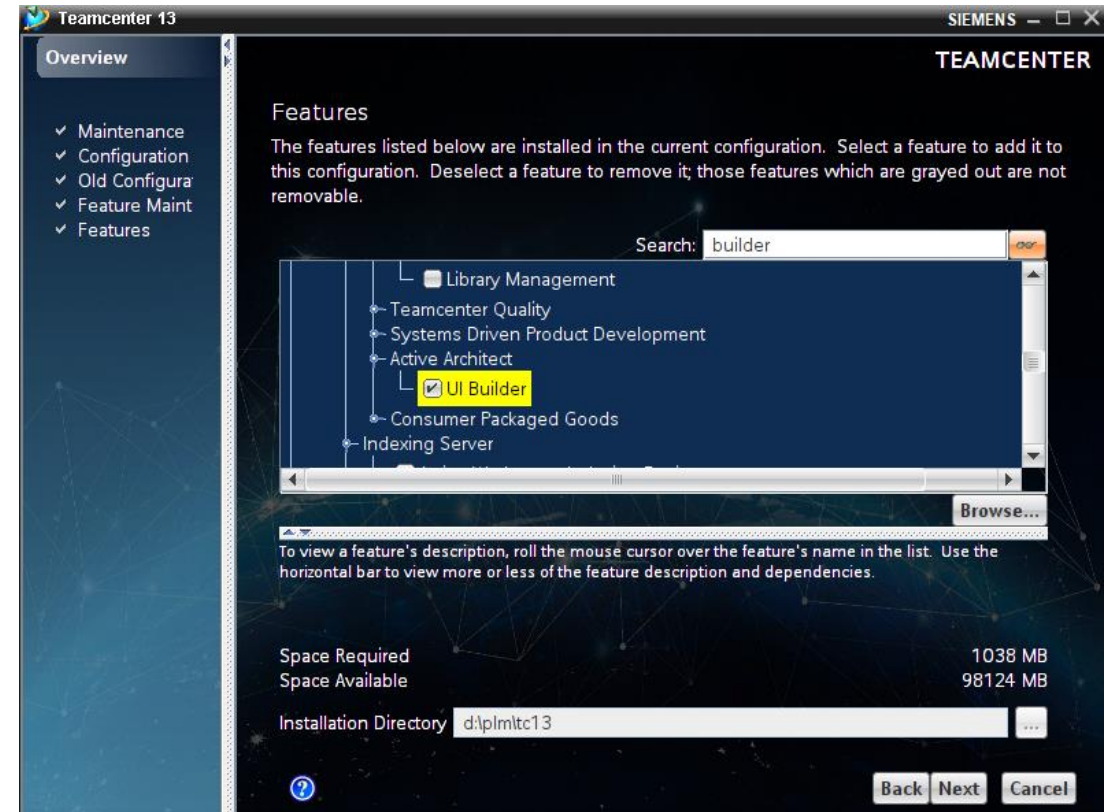 Teamcenter 13
SIEMENS
Overview
TEAMCENTER
Maintenance
Configuration
Old Configura
Feature Maint
Features
Features
The features listed below are installed in the current configuration. Select a feature to add it to
this configuration. Deselect a feature to remove it; those features which are grayed out are not
removable.
Search: builder
Library Management
Teamcenter Quality
Systems Driven Product Development
Active Architect
UI Builder
Consumer Packaged Goods
Indexing Server
Browse...
To view a feature's description, roll the mouse cursor over the feature's name in the list. Use the
horizontal bar to view more or less of the feature description and dependencies.
Space Required 1038 MB
Space Available 98124 MB
Installation Directory d:\plm\tc13 ...
? Back Next Cancel